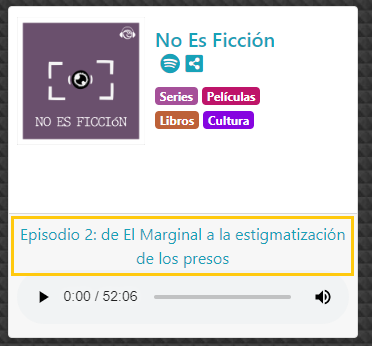 No Es Ficción
NO ES FICCIóN
Series Películas
Libros Cultura
Episodio 2: de El Marginal a la estigmatización
de los presos
0:00 / 52:06